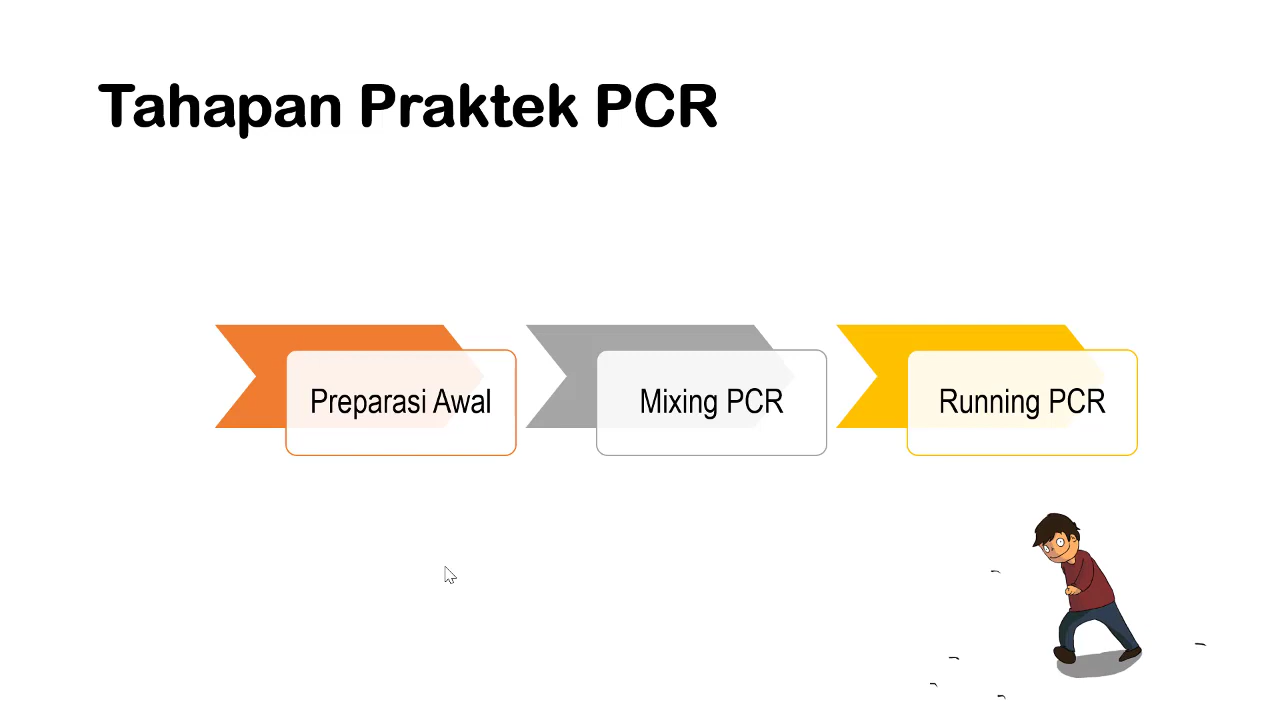 Tahapan Praktek PCR
Preparasi Awal
Mixing PCR
Running PCR